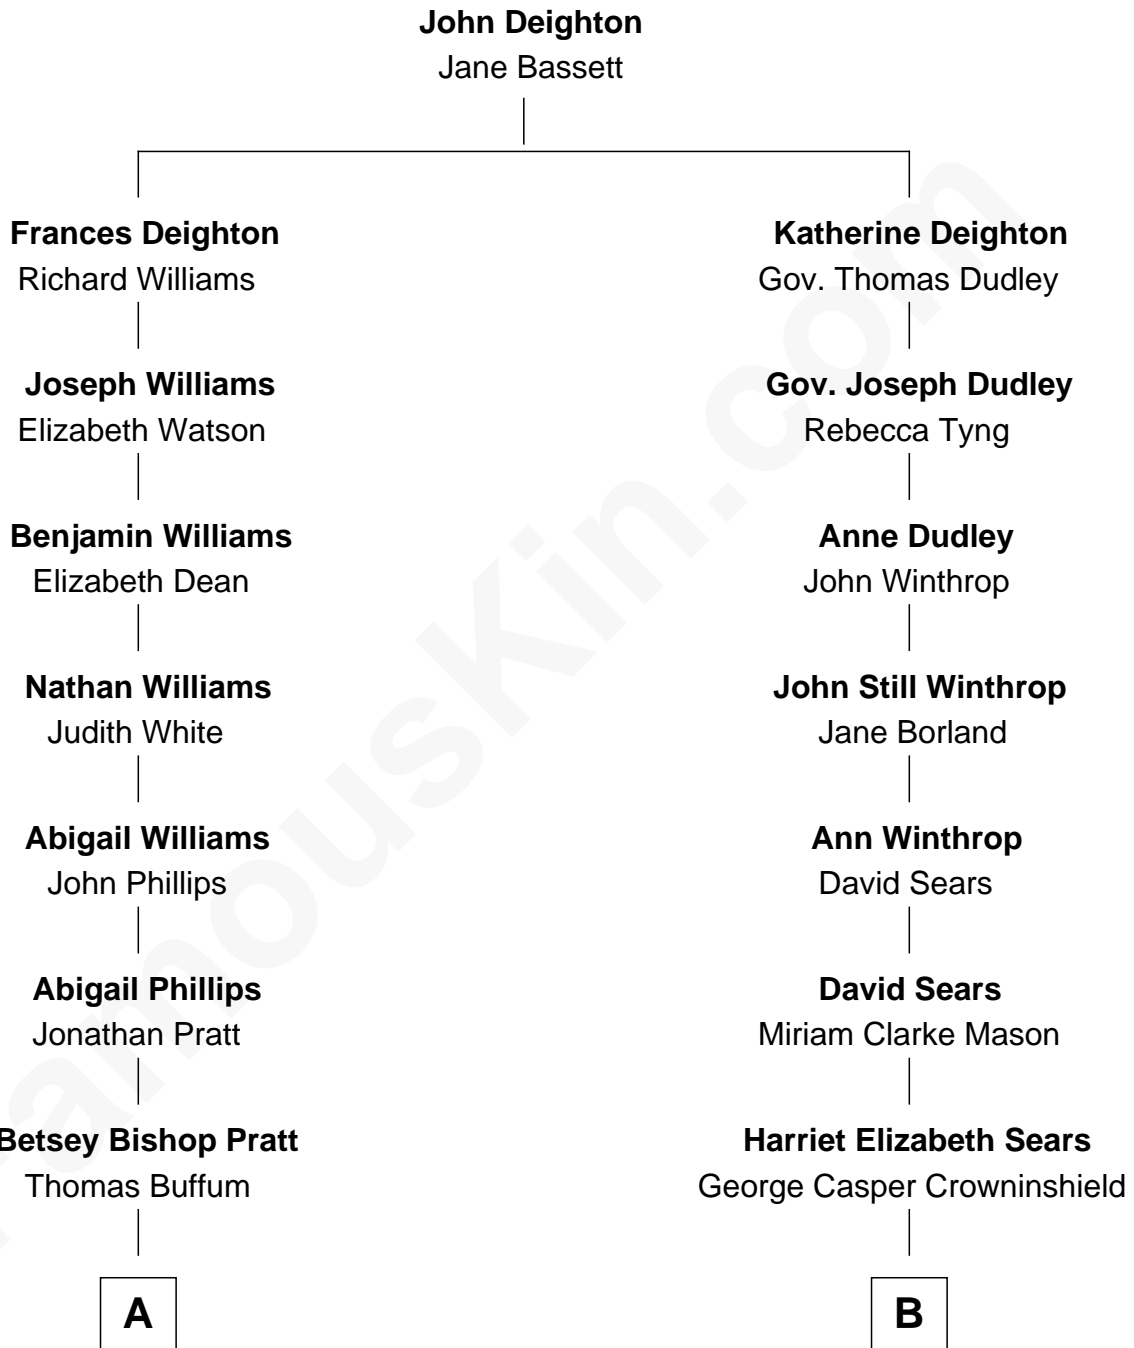 John Deighton
Jane Bassett
Frances Deighton
Richard Williams
Joseph Williams
Elizabeth Watson
Benjamin Williams
Elizabeth Dean
Nathan Williams
Judith White
Abigail Williams
John Phillips
Abigail Phillips
Jonathan Pratt
Betsey Bishop Pratt
Thomas Buffum
A
Katherine Deighton
Gov. Thomas Dudley
Gov. Joseph Dudley
Rebecca Tyng
Anne Dudley
John Winthrop
John Still Winthrop
Jane Borland
Ann Winthrop
David Sears
David Sears
Miriam Clarke Mason
Harriet Elizabeth Sears
George Casper Crowninshield
B
FamousKin.com